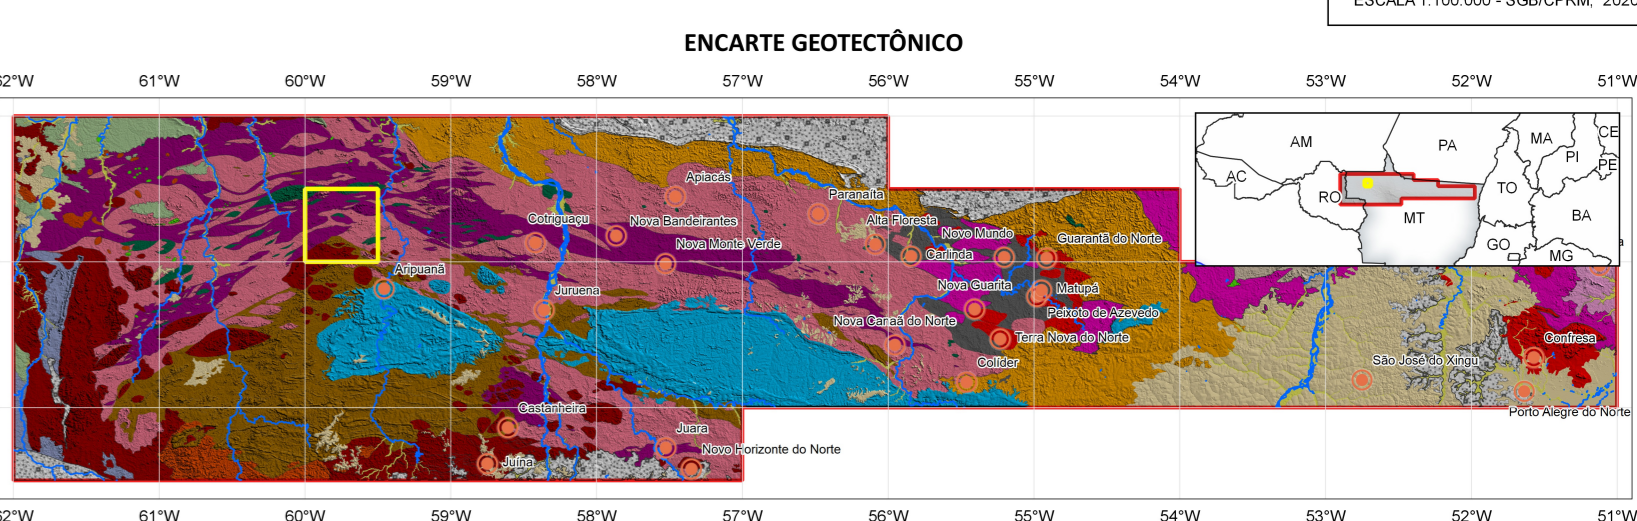 ESCALA 1:100.000 - SGB/CPRM, 2020
ENCARTE GEOTECTÔNICO
62°W 61°W 60°W 59°W 58°W 57°W 56°W 55°W 54°W 53°W 52°W 51°W
AM
PA
MA
CE
PI
PE
AC
RO
TO
MT
BA
GO
MG
Apiacás
Paranaíta
Cotriguaçu
Nova Bandeirantes
Alta Floresta
Nova Monte Verde
Novo Mundo
Guarantã do Norte
Carlinda
Aripuanã
Juruena
Nova Guarita
Matupá
Peixoto de Azevedo
Nova Canaã do Norte
Terra Nova do Norte
Colíder
Confresa
São José do Xingu
Castanheira
Porto Alegre do Norte
Juara
Novo Horizonte do Norte
Juína
62°W 61°W 60°W 59°W 58°W 57°W 56°W 55°W 54°W 53°W 52°W 51°W